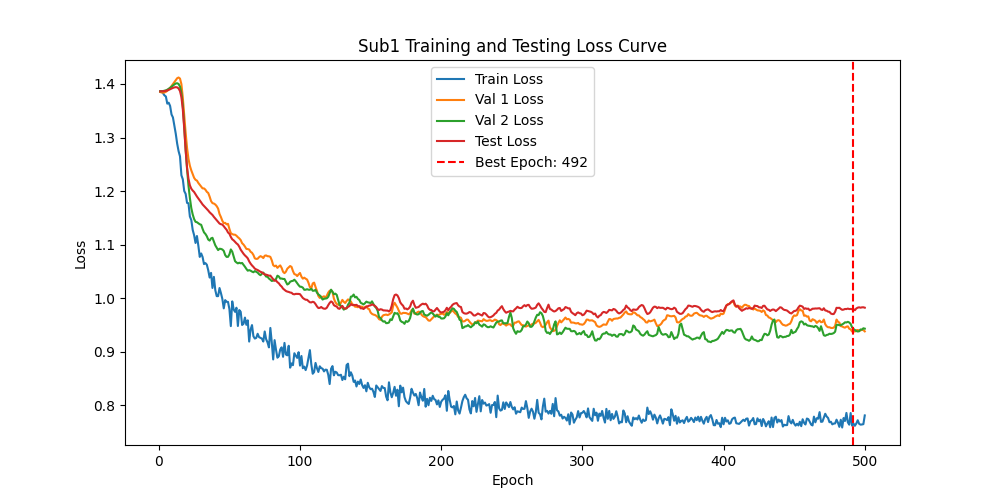 Sub1 Training and Testing Loss Curve
Train Loss
Val 1 Loss
Val 2 Loss
Test Loss
Best Epoch: 492
Loss
1.4
1.3
1.2
1.1
1.0
0.9
0.8
0 100 200 300 400 500
Epoch